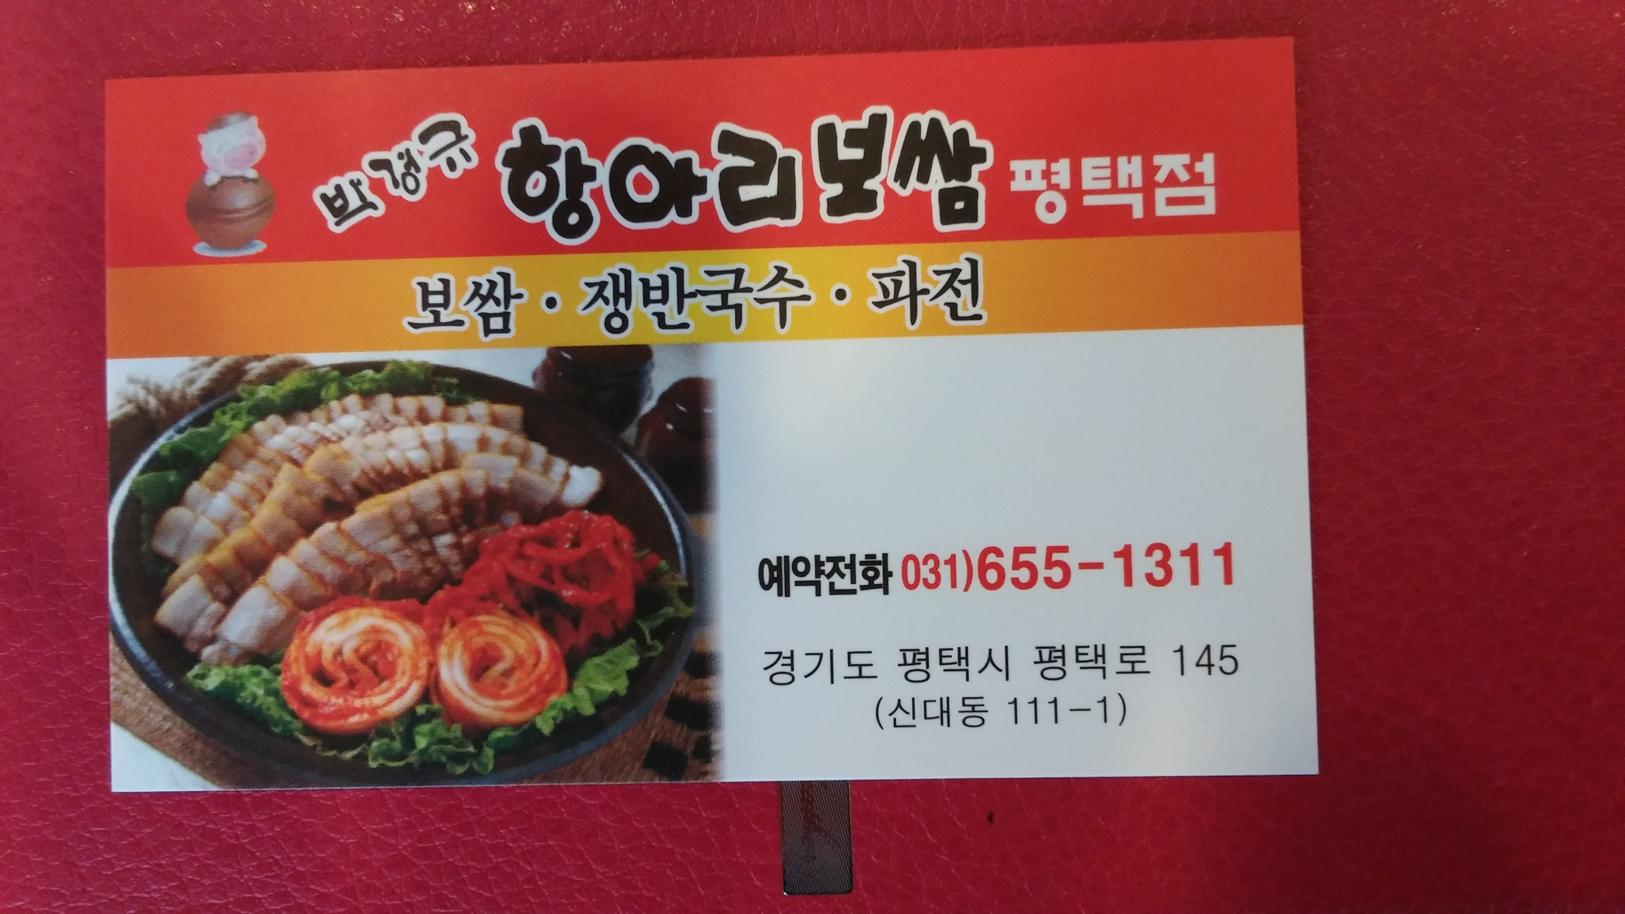 박경규 항아리보쌈 평택점
보쌈 · 쟁반국수 · 파전
예약전화 031)655-1311
경기도 평택시 평택로 145
(신대동 111-1)